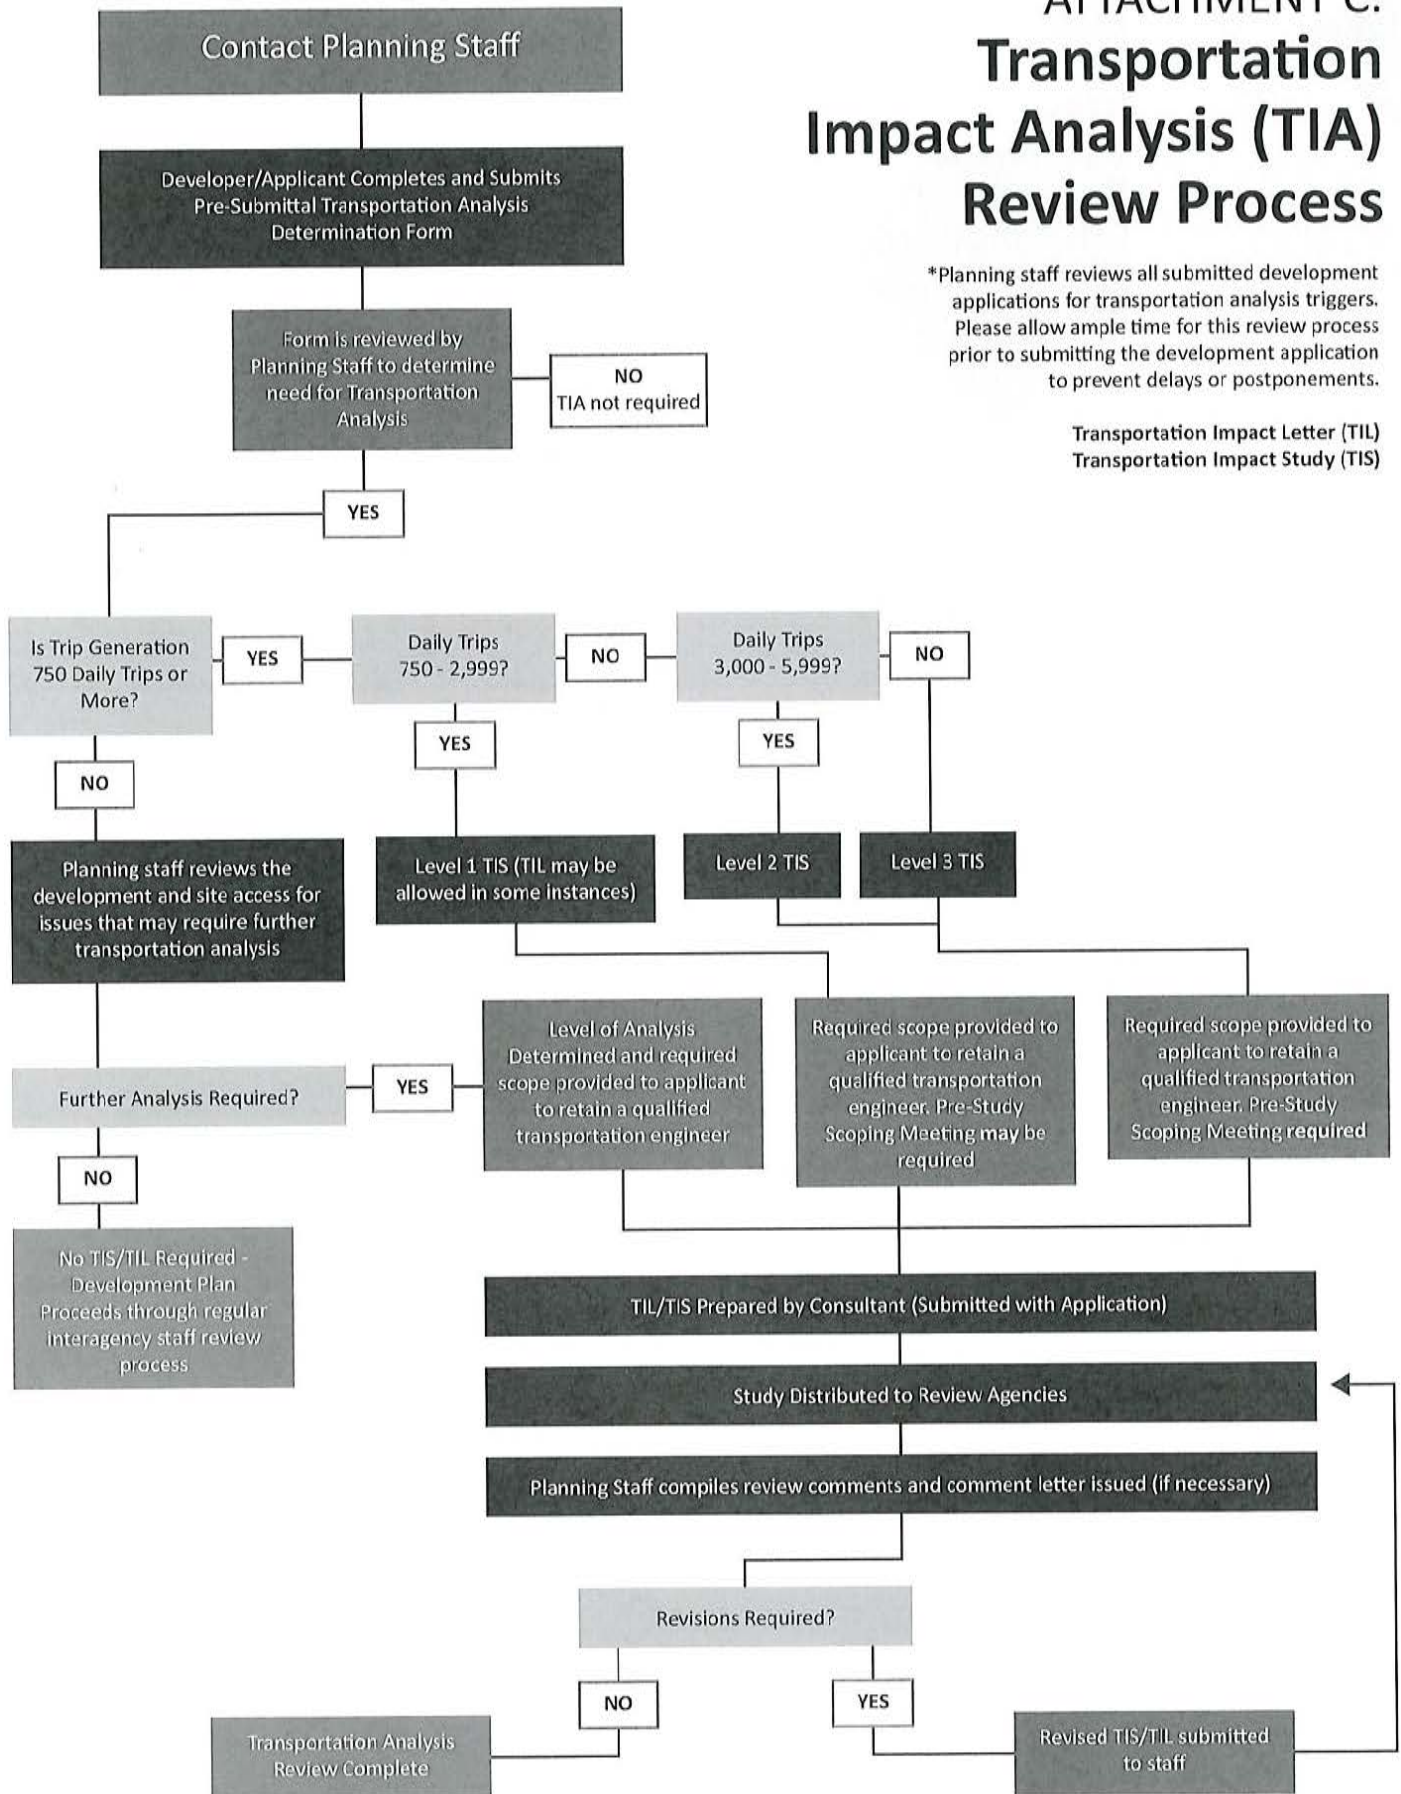 ATTACHMENT C:
Transportation
Impact Analysis (TIA)
Review Process
*Planning staff reviews all submitted development
applications for transportation analysis triggers.
Please allow ample time for this review process
prior to submitting the development application
to prevent delays or postponements.
Transportation Impact Letter (TIL)
Transportation Impact Study (TIS)
Contact Planning Staff
Developer/Applicant Completes and Submits
Pre-Submittal Transportation Analysis
Determination Form
Form is reviewed by
Planning Staff to determine
need for Transportation
Analysis
NO
TIA not required
YES
Is Trip Generation
750 Daily Trips or
More?
YES
Daily Trips
750 - 2,999?
NO
Daily Trips
3,000 - 5,999?
NO
YES
YES
NO
Planning staff reviews the
development and site access for
issues that may require further
transportation analysis
Level 1 TIS (TIL may be
allowed in some instances)
Level 2 TIS
Level 3 TIS
Further Analysis Required?
YES
Level of Analysis
Determined and required
scope provided to applicant
to retain a qualified
transportation engineer
Required scope provided to
applicant to retain a
qualified transportation
engineer. Pre-Study
Scoping Meeting may be
required
Required scope provided to
applicant to retain a
qualified transportation
engineer. Pre-Study
Scoping Meeting required
NO
No TIS/TIL Required -
Development Plan
Proceeds through regular
interagency staff review
process
TIL/TIS Prepared by Consultant (Submitted with Application)
Study Distributed to Review Agencies
Planning Staff compiles review comments and comment letter issued (if necessary)
Revisions Required?
NO
YES
Transportation Analysis
Review Complete
Revised TIS/TIL submitted
to staff